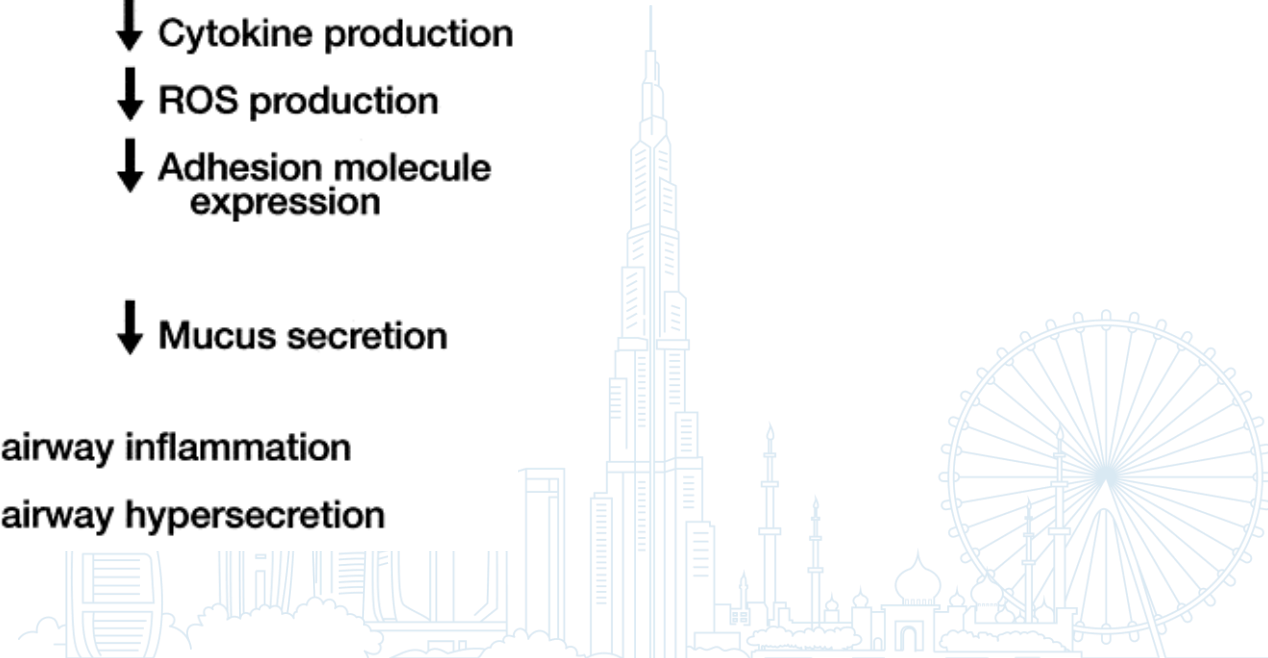 ↓ Cytokine production
↓ ROS production
↓ Adhesion molecule
expression
↓ Mucus secretion
airway inflammation
airway hypersecretion